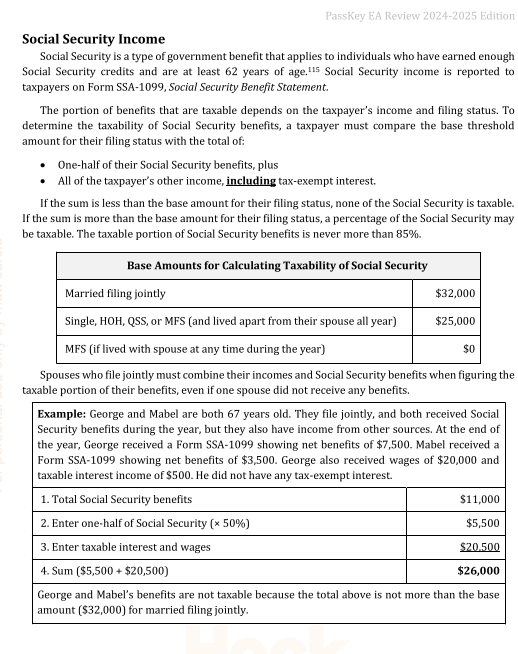 PassKey EA Review 2024-2025 Edition
Social Security Income
Social Security is a type of government benefit that applies to individuals who have earned enough
Social Security credits and are at least 62 years of age.115 Social Security income is reported to
taxpayers on Form SSA-1099, Social Security Benefit Statement.
The portion of benefits that are taxable depends on the taxpayer's income and filing status. To
determine the taxability of Social Security benefits, a taxpayer must compare the base threshold
amount for their filing status with the total of:
• One-half of their Social Security benefits, plus
• All of the taxpayer's other income, including tax-exempt interest.
If the sum is less than the base amount for their filing status, none of the Social Security is taxable.
If the sum is more than the base amount for their filing status, a percentage of the Social Security may
be taxable. The taxable portion of Social Security benefits is never more than 85%.
Base Amounts for Calculating Taxability of Social Security
Married filing jointly $32,000
Single, HOH, QSS, or MFS (and lived apart from their spouse all year) $25,000
MFS (if lived with spouse at any time during the year) $0
Spouses who file jointly must combine their incomes and Social Security benefits when figuring the
taxable portion of their benefits, even if one spouse did not receive any benefits.
Example: George and Mabel are both 67 years old. They file jointly, and both received Social
Security benefits during the year, but they also have income from other sources. At the end of
the year, George received a Form SSA-1099 showing net benefits of $7,500. Mabel received a
Form SSA-1099 showing net benefits of $3,500. George also received wages of $20,000 and
taxable interest income of $500. He did not have any tax-exempt interest.
1. Total Social Security benefits $11,000
2. Enter one-half of Social Security (× 50%) $5,500
3. Enter taxable interest and wages $20,500
4. Sum ($5,500 + $20,500) $26,000
George and Mabel's benefits are not taxable because the total above is not more than the base
amount ($32,000) for married filing jointly.